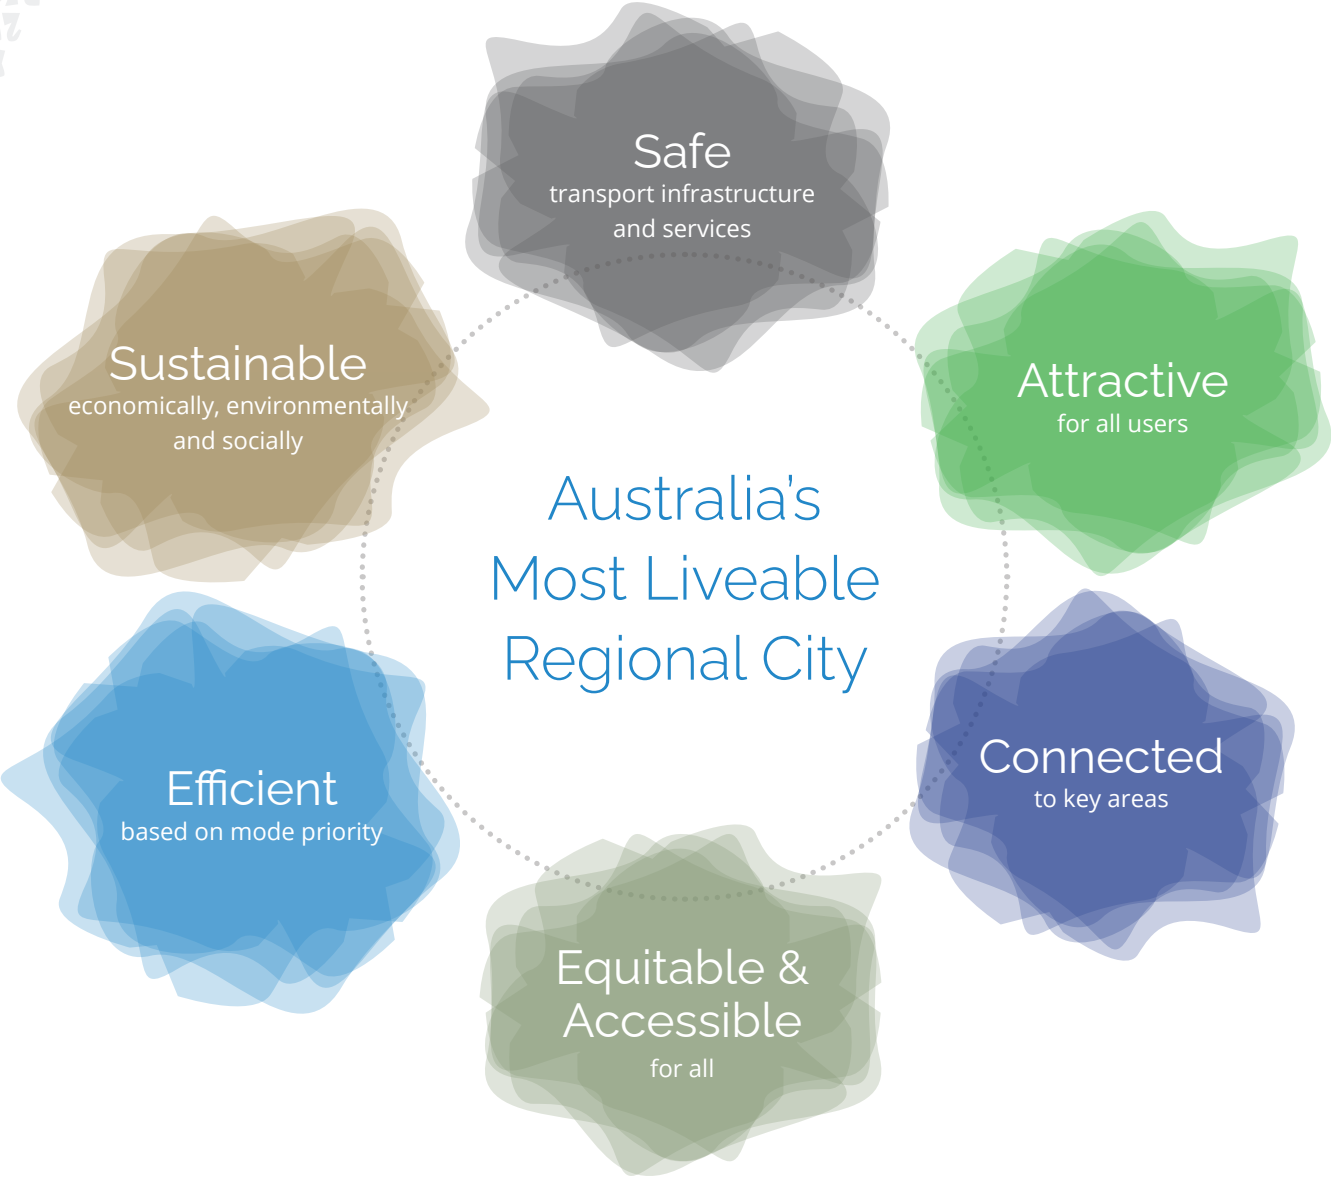 Safe
transport infrastructure
and services
Attractive
for all users
Sustainable
economically, environmentally
and socially
Australia’s
Most Liveable
Regional City
Connected
to key areas
Efficient
based on mode priority
Equitable &
Accessible
for all